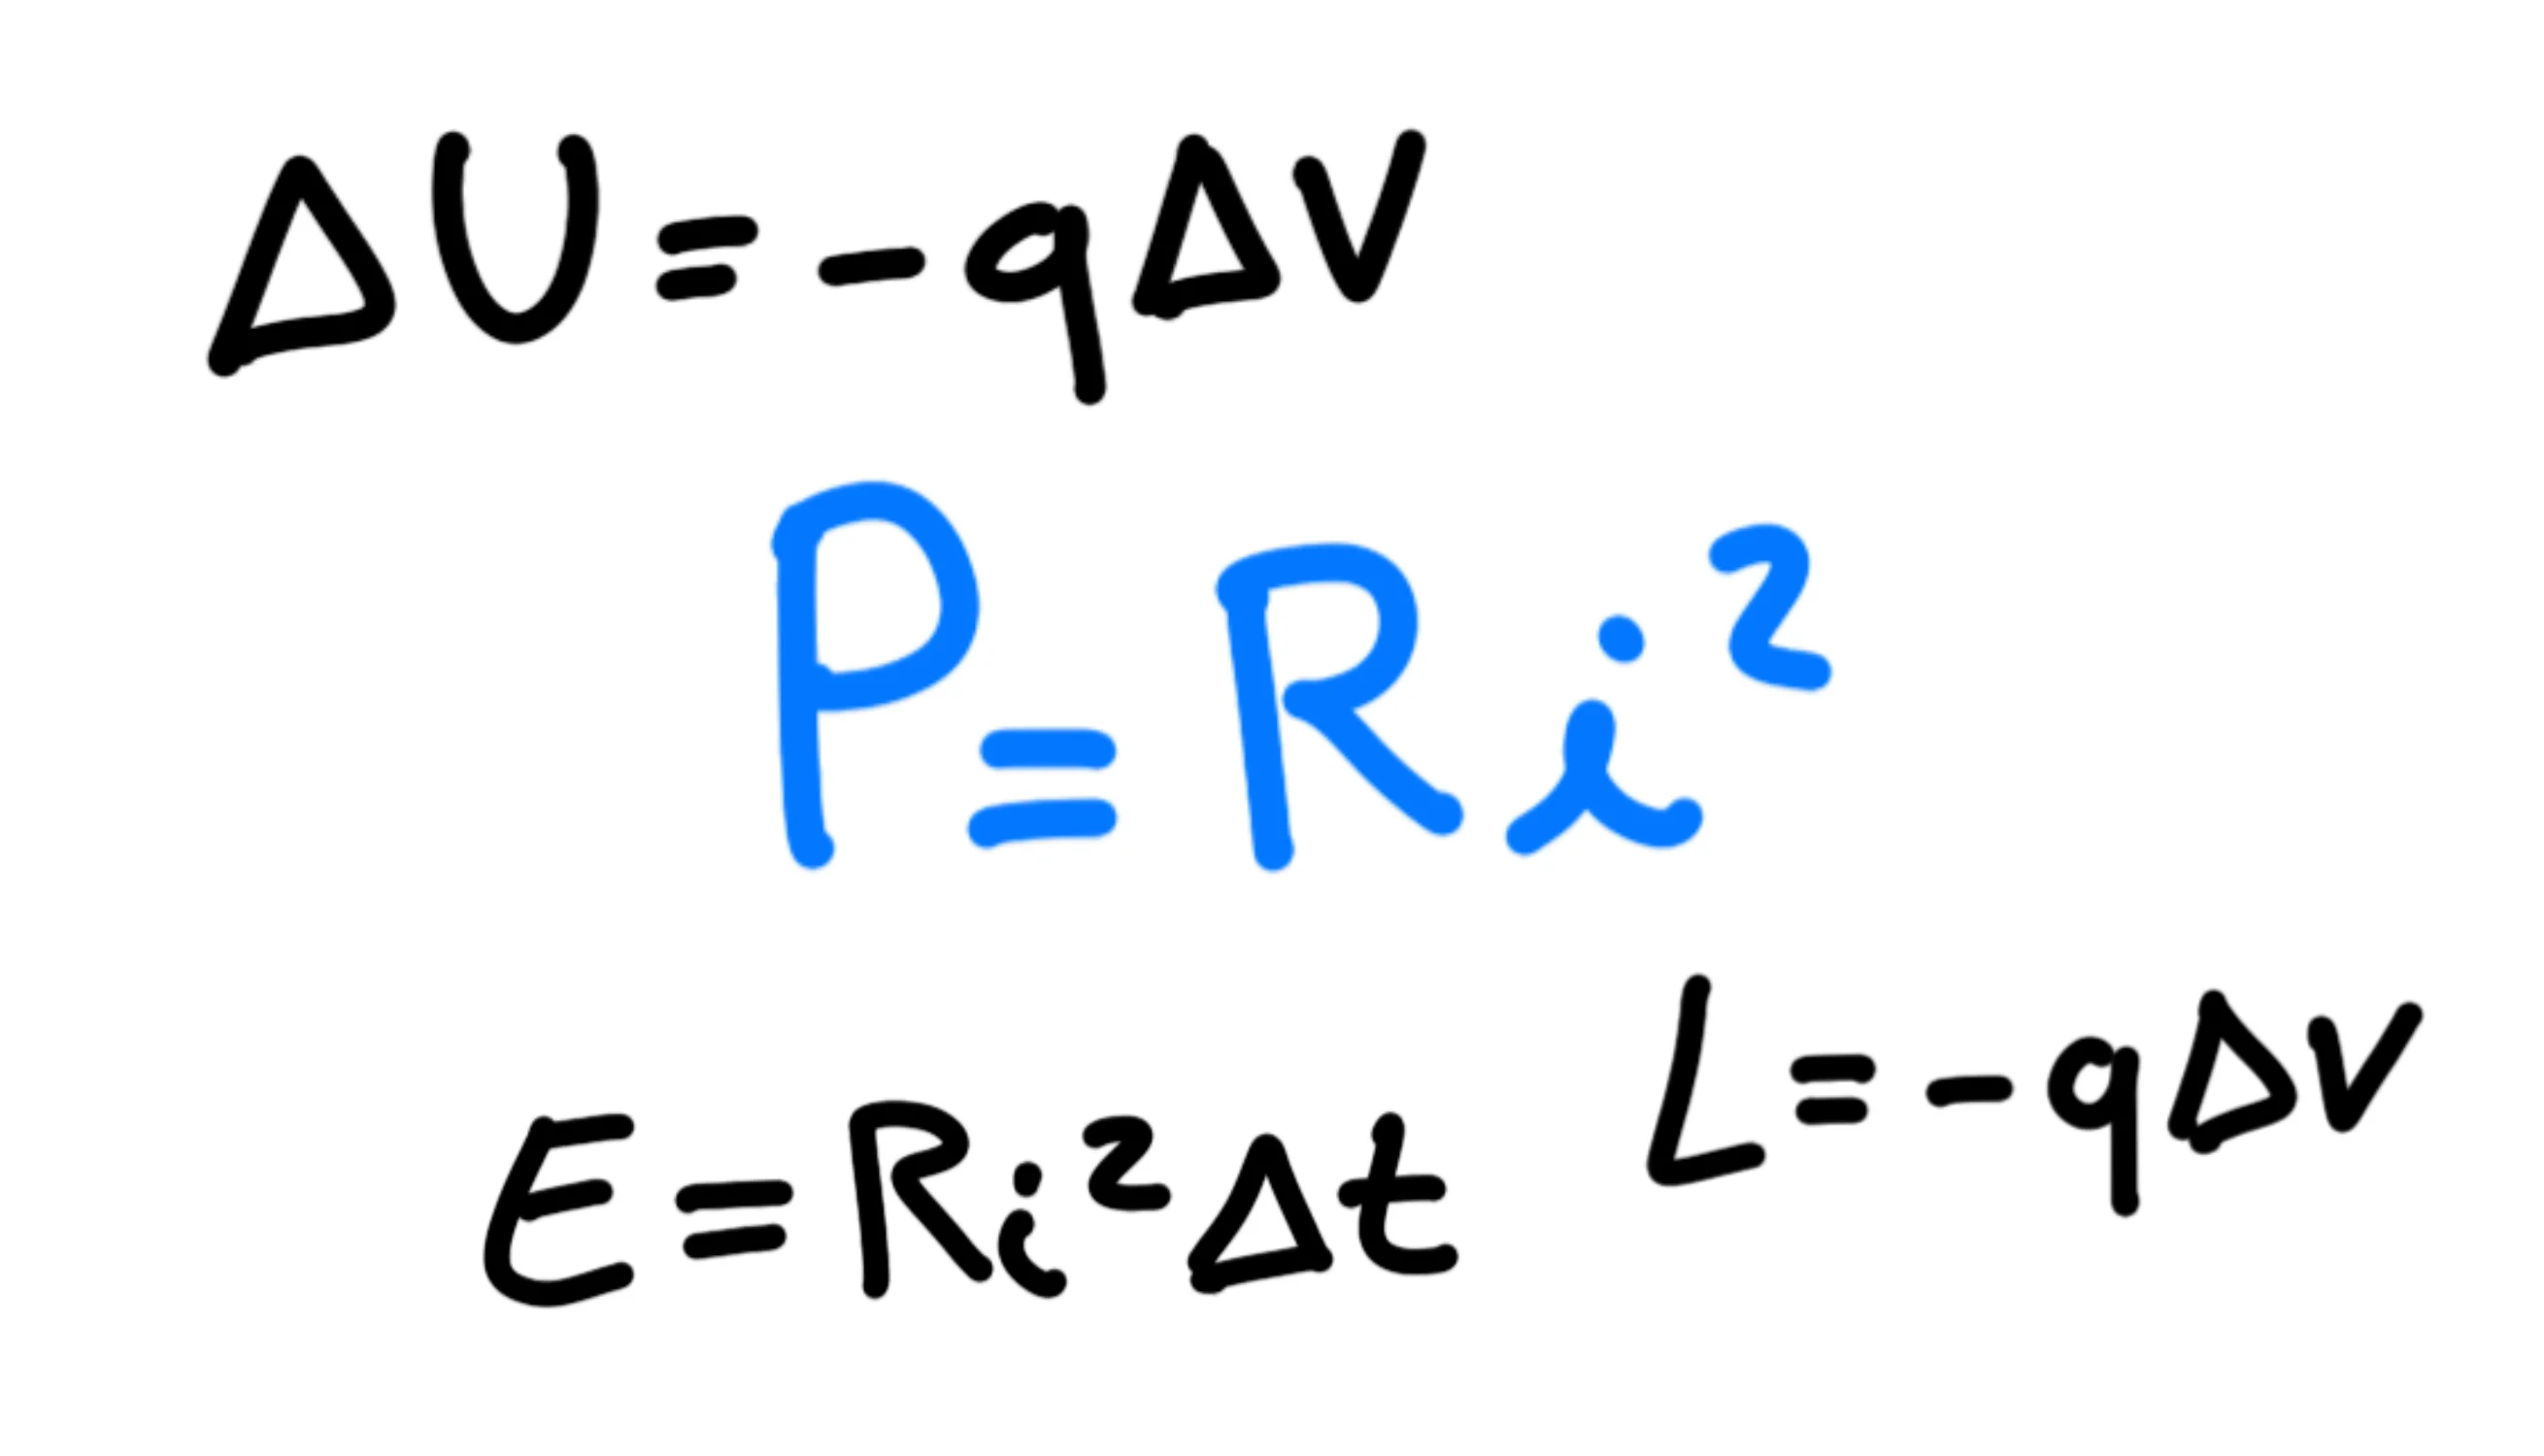 ΔU = -qΔV
P = Ri²
L = -qΔV
E = Ri²Δt